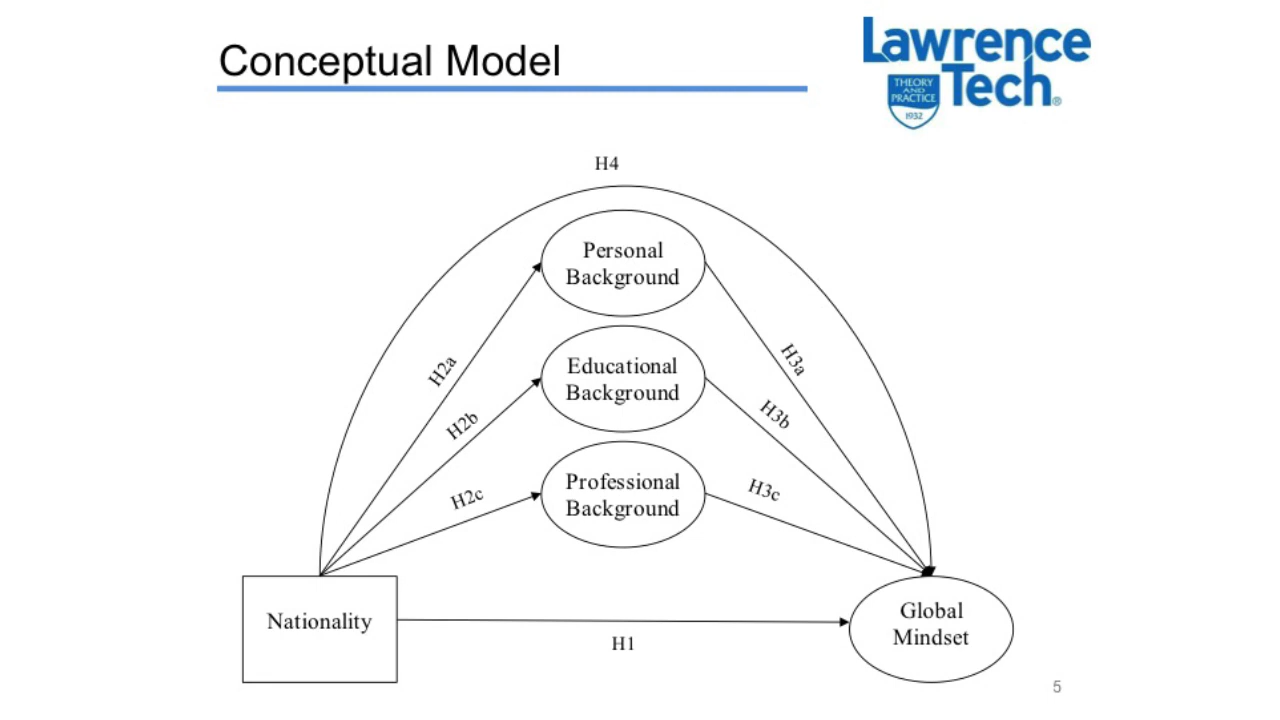 Conceptual Model
Lawrence
Tech®
THEORY
AND
PRACTICE
1932
H4
Personal
Background
H2a
H3a
Educational
Background
H2b
H3b
Professional
Background
H2c
H3c
Nationality
Global
Mindset
H1
5